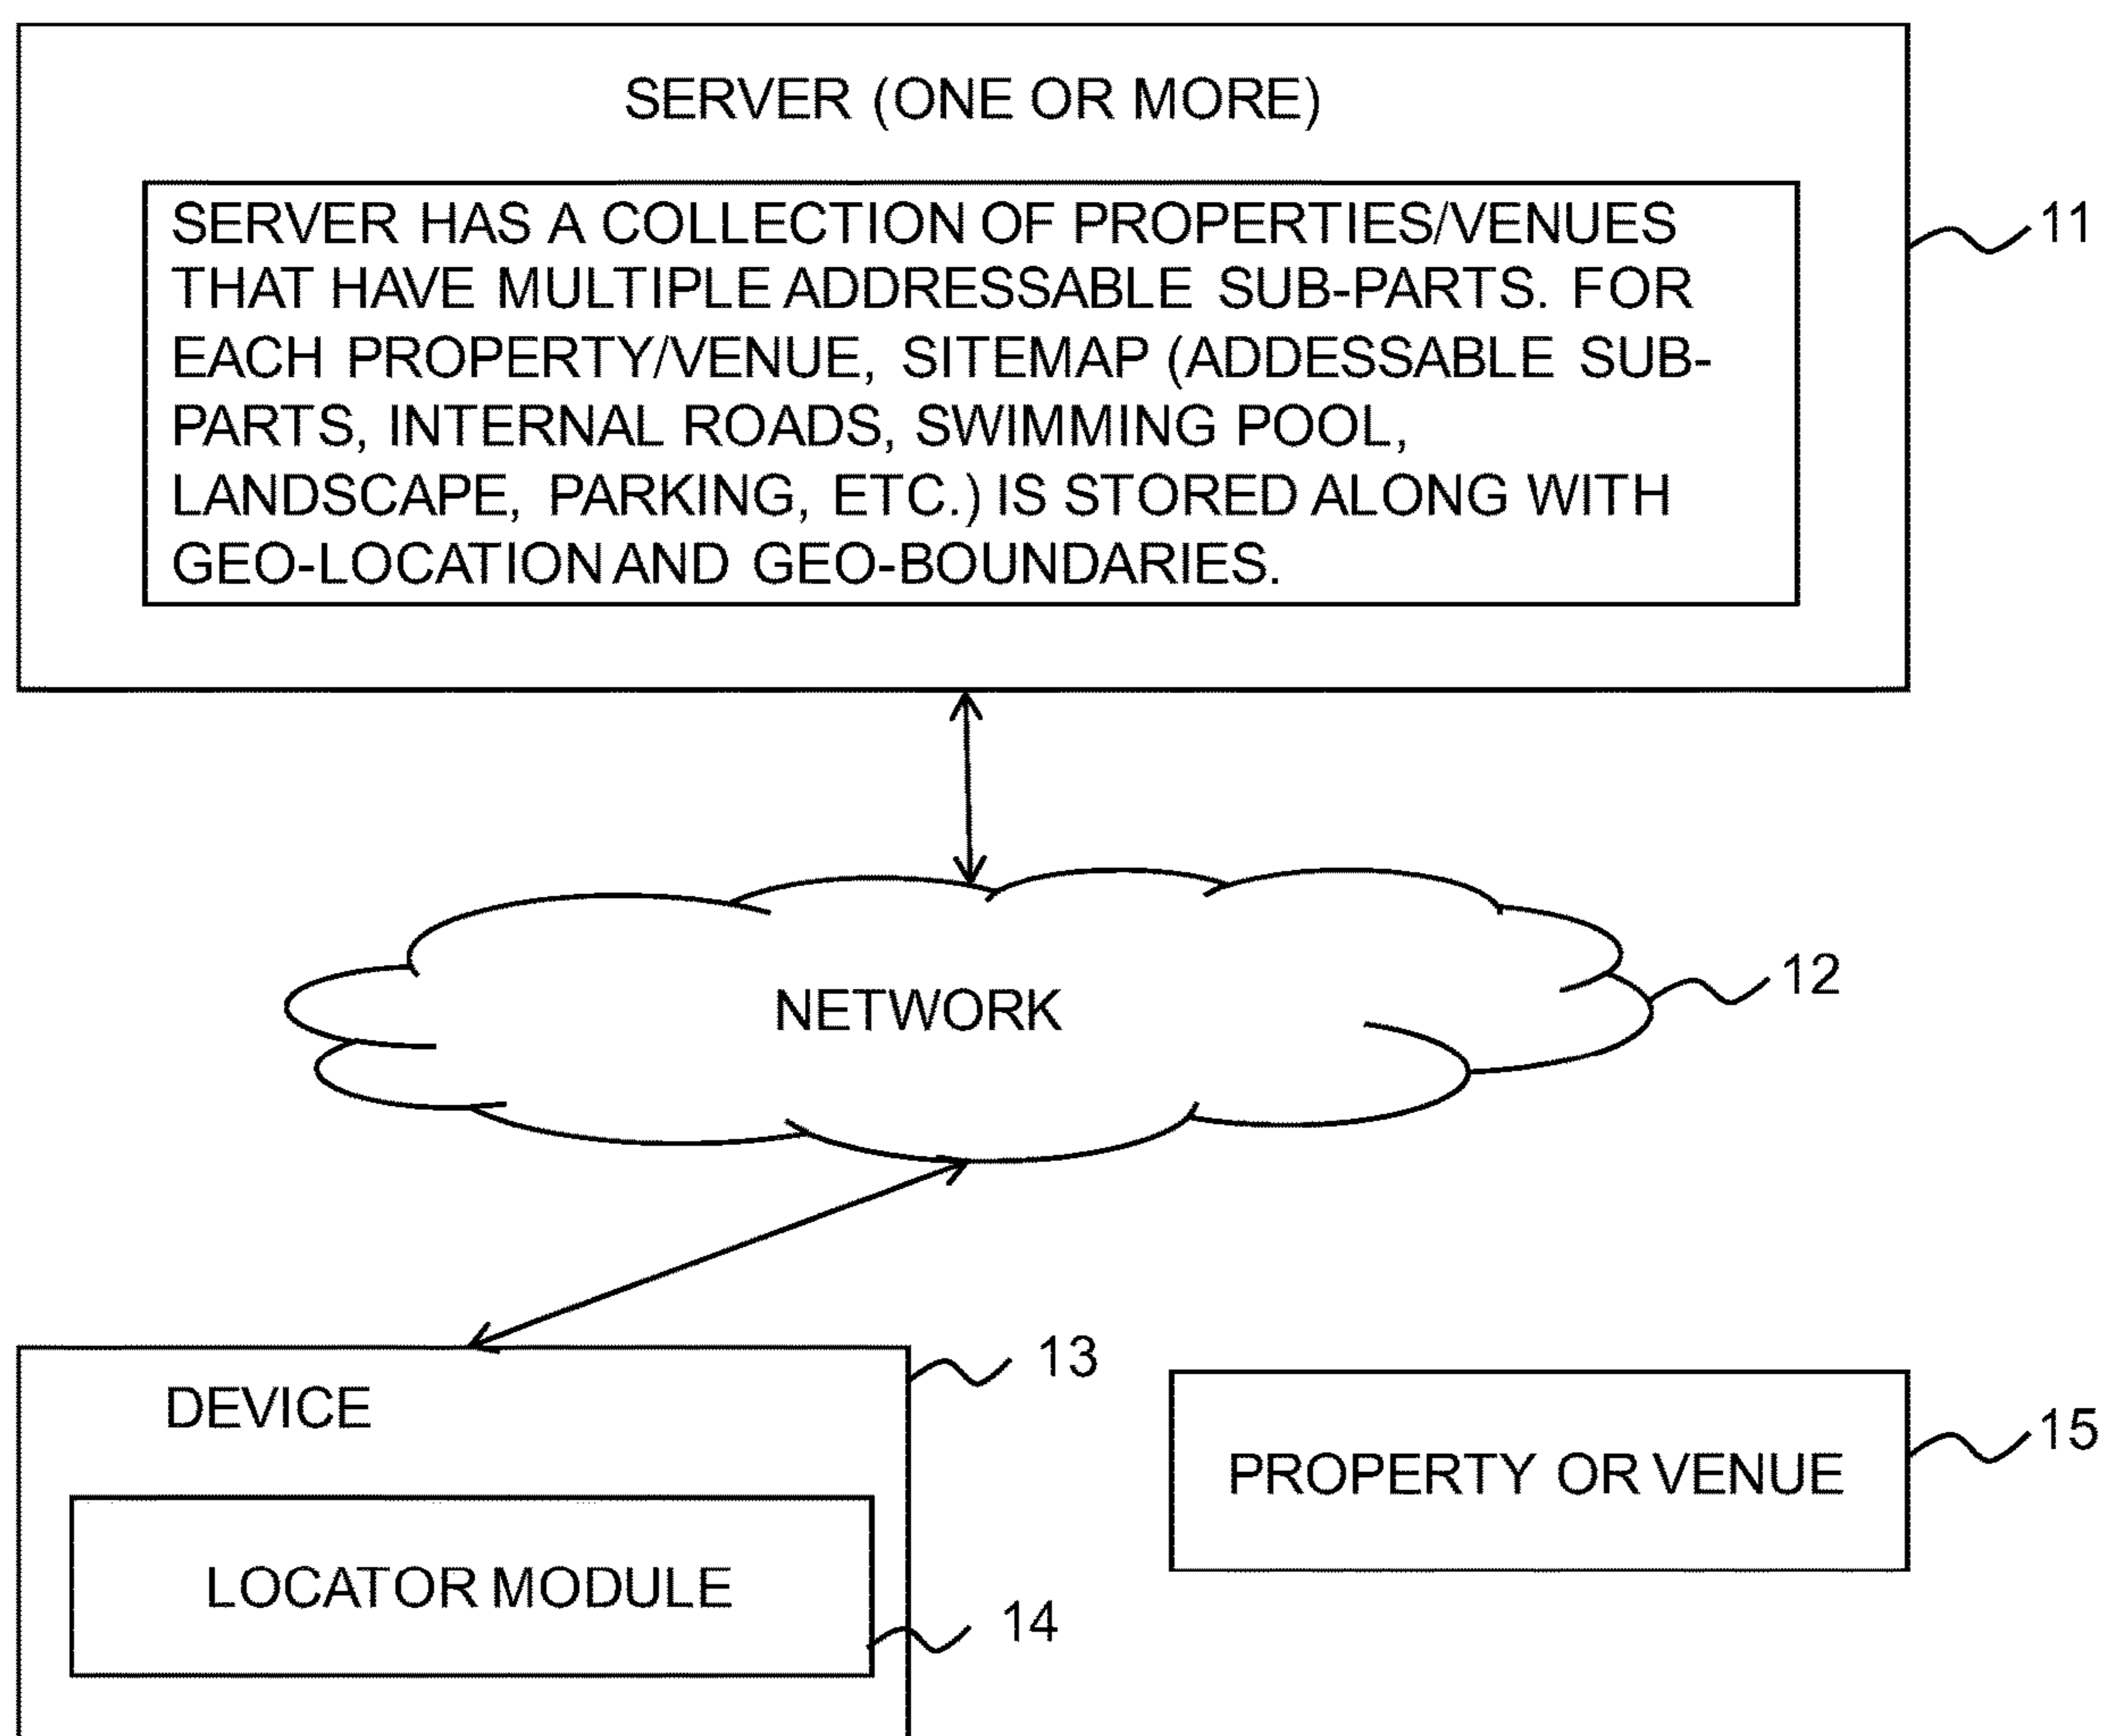 SERVER (ONE OR MORE)
SERVER HAS A COLLECTION OF PROPERTIES/VENUES
THAT HAVE MULTIPLE ADDRESSABLE SUB-PARTS. FOR
EACH PROPERTY/VENUE, SITEMAP (ADDESSABLE SUB-
PARTS, INTERNAL ROADS, SWIMMING POOL,
LANDSCAPE, PARKING, ETC.) IS STORED ALONG WITH
GEO-LOCATION AND GEO-BOUNDARIES.
11
NETWORK
12
DEVICE
13
LOCATOR MODULE
14
PROPERTY OR VENUE
15